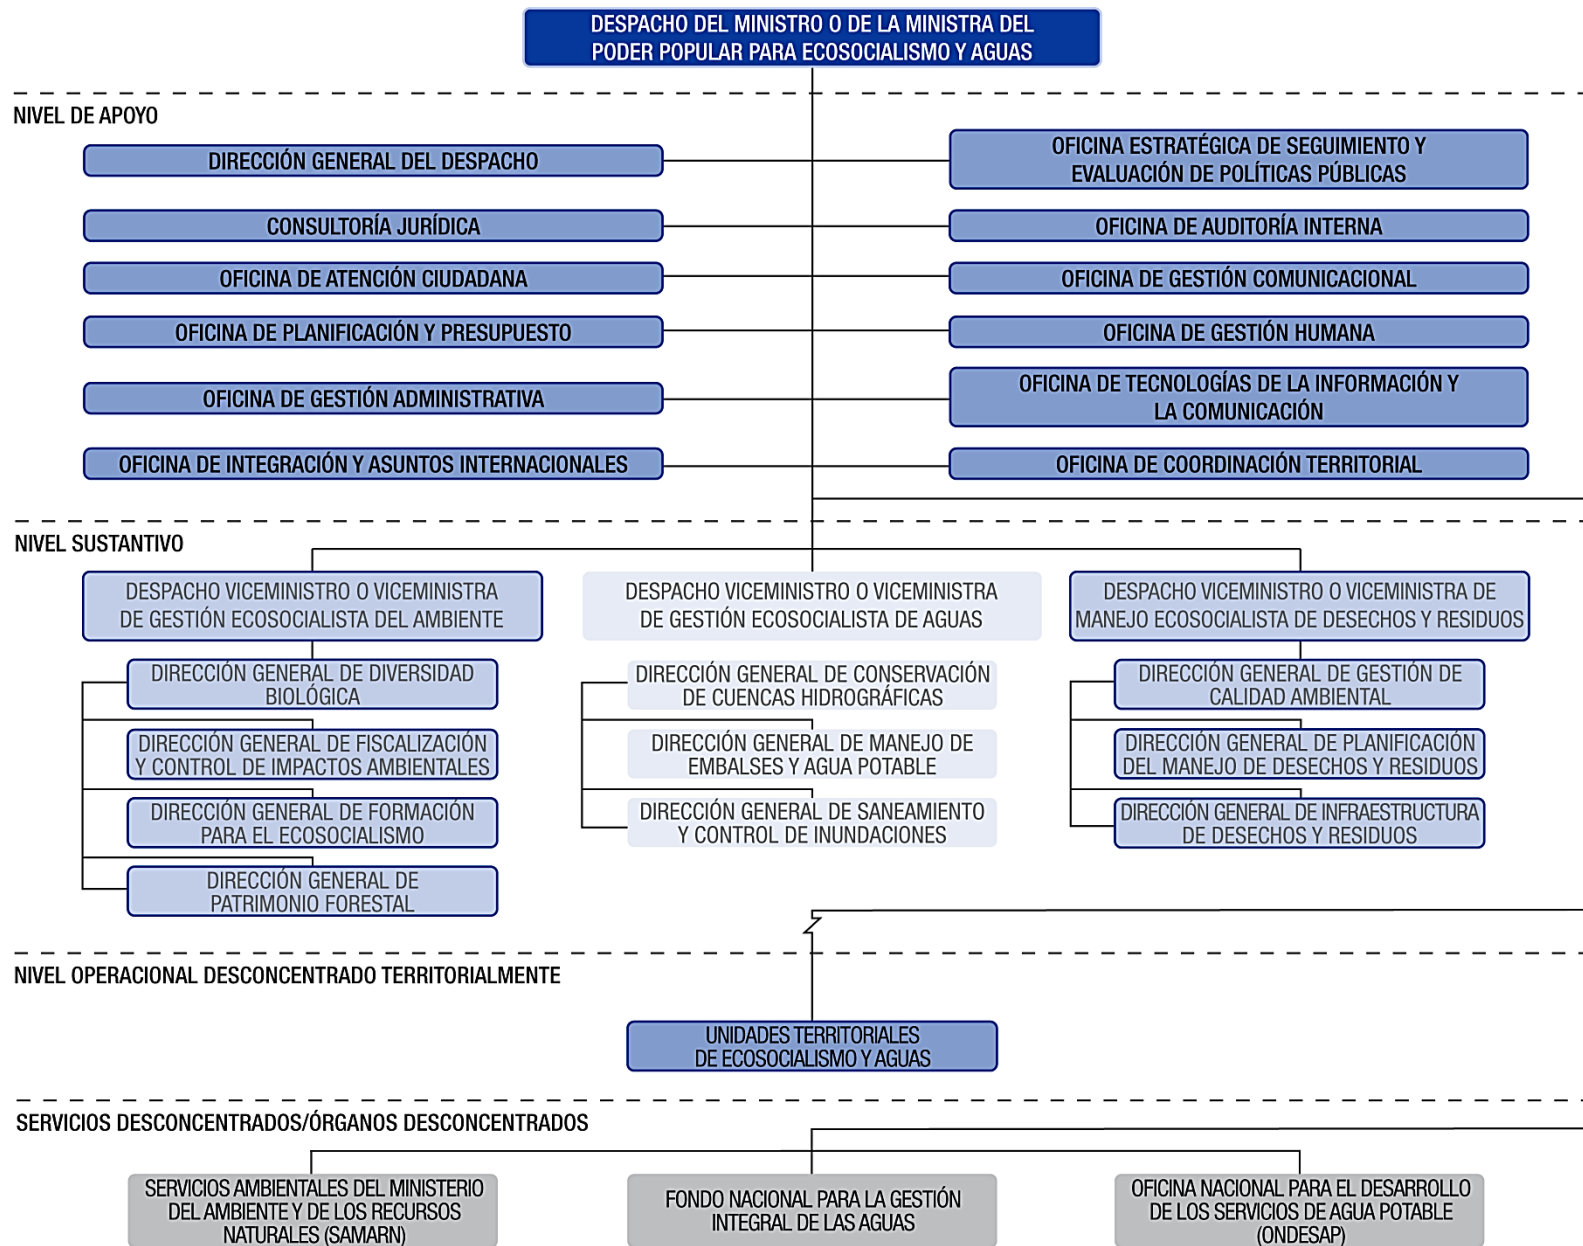 DESPACHO DEL MINISTRO O DE LA MINISTRA DEL
PODER POPULAR PARA ECOSOCIALISMO Y AGUAS
NIVEL DE APOYO
DIRECCIÓN GENERAL DEL DESPACHO
OFICINA ESTRATÉGICA DE SEGUIMIENTO Y
EVALUACIÓN DE POLÍTICAS PÚBLICAS
CONSULTORÍA JURÍDICA
OFICINA DE AUDITORÍA INTERNA
OFICINA DE ATENCIÓN CIUDADANA
OFICINA DE GESTIÓN COMUNICACIONAL
OFICINA DE PLANIFICACIÓN Y PRESUPUESTO
OFICINA DE GESTIÓN HUMANA
OFICINA DE GESTIÓN ADMINISTRATIVA
OFICINA DE TECNOLOGÍAS DE LA INFORMACIÓN Y
LA COMUNICACIÓN
OFICINA DE INTEGRACIÓN Y ASUNTOS INTERNACIONALES
OFICINA DE COORDINACIÓN TERRITORIAL
NIVEL SUSTANTIVO
DESPACHO VICEMINISTRO O VICEMINISTRA
DE GESTIÓN ECOSOCIALISTA DEL AMBIENTE
DIRECCIÓN GENERAL DE DIVERSIDAD
BIOLÓGICA
DIRECCIÓN GENERAL DE FISCALIZACIÓN
Y CONTROL DE IMPACTOS AMBIENTALES
DIRECCIÓN GENERAL DE FORMACIÓN
PARA EL ECOSOCIALISMO
DIRECCIÓN GENERAL DE
PATRIMONIO FORESTAL
DESPACHO VICEMINISTRO O VICEMINISTRA
DE GESTIÓN ECOSOCIALISTA DE AGUAS
DIRECCIÓN GENERAL DE CONSERVACIÓN
DE CUENCAS HIDROGRÁFICAS
DIRECCIÓN GENERAL DE MANEJO DE
EMBALSES Y AGUA POTABLE
DIRECCIÓN GENERAL DE SANEAMIENTO
Y CONTROL DE INUNDACIONES
DESPACHO VICEMINISTRO O VICEMINISTRA DE
MANEJO ECOSOCIALISTA DE DESECHOS Y RESIDUOS
DIRECCIÓN GENERAL DE GESTIÓN DE
CALIDAD AMBIENTAL
DIRECCIÓN GENERAL DE PLANIFICACIÓN
DEL MANEJO DE DESECHOS Y RESIDUOS
DIRECCIÓN GENERAL DE INFRAESTRUCTURA
DE DESECHOS Y RESIDUOS
NIVEL OPERACIONAL DESCONCENTRADO TERRITORIALMENTE
UNIDADES TERRITORIALES
DE ECOSOCIALISMO Y AGUAS
SERVICIOS DESCONCENTRADOS/ÓRGANOS DESCONCENTRADOS
SERVICIOS AMBIENTALES DEL MINISTERIO
DEL AMBIENTE Y DE LOS RECURSOS
NATURALES (SAMARN)
FONDO NACIONAL PARA LA GESTIÓN
INTEGRAL DE LAS AGUAS
OFICINA NACIONAL PARA EL DESARROLLO
DE LOS SERVICIOS DE AGUA POTABLE
(ONDESAP)